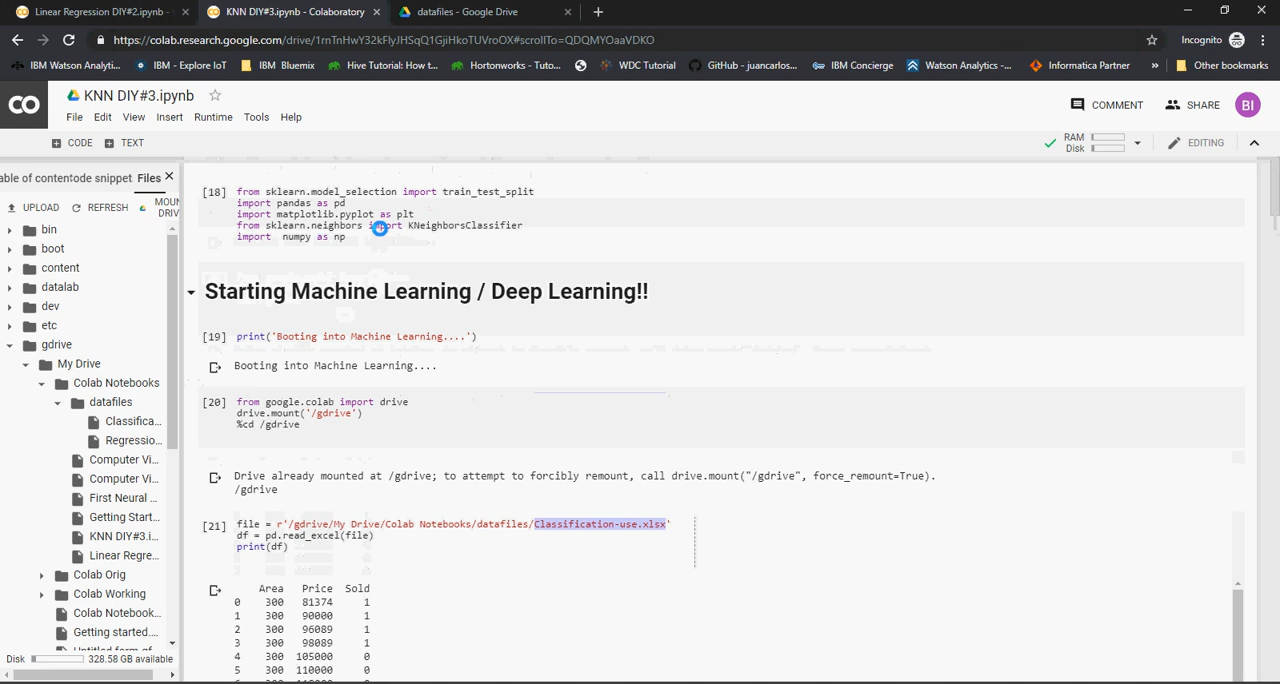 Linear Regression DIY#2.ipynb -
KNN DIY#3.ipynb - Colaboratory
datafiles - Google Drive
https://colab.research.google.com/drive/1rnTnHwY32kFlyJHSqQ1GjiHkoTUVroOX#scrollTo=QDQMYOaaVDKO
Incognito
IBM Watson Analyti...
IBM - Explore IoT
IBM Bluemix
Hive Tutorial: How t...
Hortonworks - Tuto...
WDC Tutorial
GitHub - juancarlos...
IBM Concierge
Watson Analytics -...
Informatica Partner
»
Other bookmarks
CO
KNN DIY#3.ipynb
COMMENT
SHARE
BI
File Edit View Insert Runtime Tools Help
CODE
TEXT
RAM
Disk
EDITING
able of content
ode snippet
Files
UPLOAD
REFRESH
MOUN
DRIV
bin
boot
content
datalab
dev
etc
gdrive
My Drive
Colab Notebooks
datafiles
Classifica...
Regressio...
Computer Vi...
Computer Vi...
First Neural ...
Getting Start...
KNN DIY#3.i...
Linear Regre...
Colab Orig
Colab Working
Colab Notebook...
Getting started....
Disk
328.58 GB available
[18] from sklearn.model_selection import train_test_split
import pandas as pd
import matplotlib.pyplot as plt
from sklearn.neighbors import KNeighborsClassifier
import numpy as np
Starting Machine Learning / Deep Learning!!
[19] print('Booting into Machine Learning....')
Booting into Machine Learning....
[20] from google.colab import drive
drive.mount('/gdrive')
%cd /gdrive
Drive already mounted at /gdrive; to attempt to forcibly remount, call drive.mount("/gdrive", force_remount=True).
/gdrive
[21] file = r'/gdrive/My Drive/Colab Notebooks/datafiles/Classification-use.xlsx'
df = pd.read_excel(file)
print(df)
Area Price Sold
0 300 81374 1
1 300 90000 1
2 300 96089 1
3 300 98089 1
4 300 105000 0
5 300 110000 0